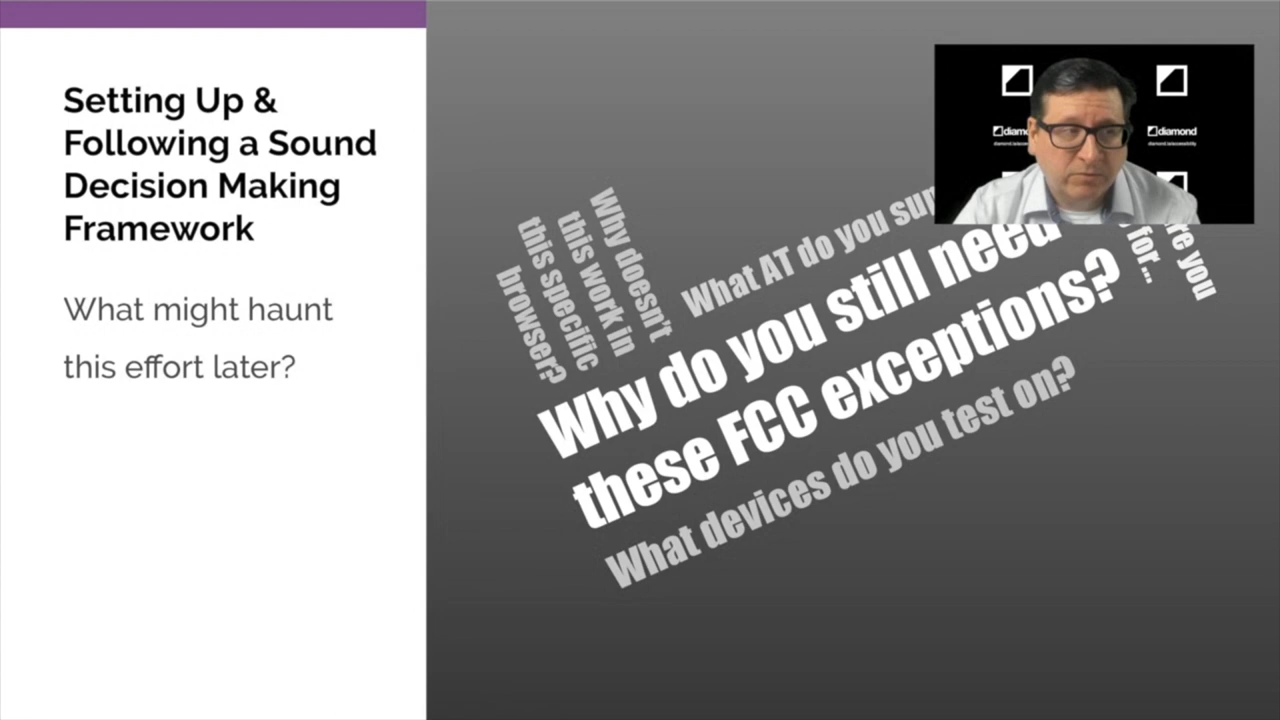 Setting Up &
Following a Sound
Decision Making
Framework
What might haunt
this effort later?
Why doesn't
this work in
this specific
browser?
What AT do you
Why do you still need
these FCC exceptions?
What devices do you test on?
for...
you
diamond